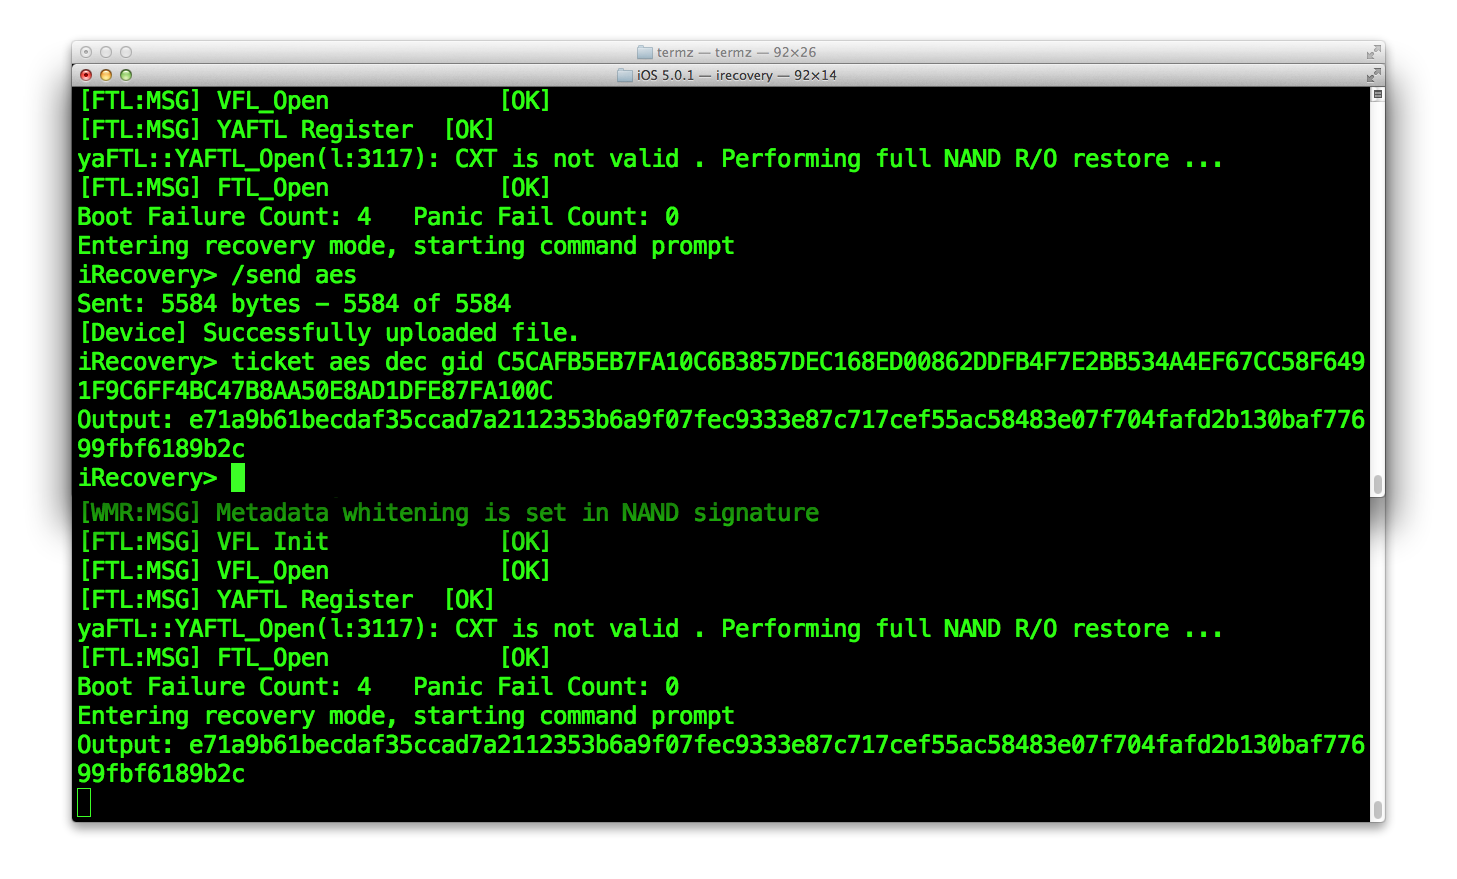 termz — termz — 92×26
iOS 5.0.1 — irecovery — 92×14
[FTL:MSG] VFL_Open [OK]
[FTL:MSG] YAFTL Register [OK]
yaFTL::YAFTL_Open(l:3117): CXT is not valid . Performing full NAND R/O restore ...
[FTL:MSG] FTL_Open [OK]
Boot Failure Count: 4 Panic Fail Count: 0
Entering recovery mode, starting command prompt
iRecovery> /send aes
Sent: 5584 bytes - 5584 of 5584
[Device] Successfully uploaded file.
iRecovery> ticket aes dec gid C5CAFB5EB7FA10C6B3857DEC168ED00862DDFB4F7E2BB534A4EF67CC58F649
1F9C6FF4BC47B8AA50E8AD1DFE87FA100C
Output: e71a9b61becdaf35ccad7a2112353b6a9f07fec9333e87c717cef55ac58483e07f704fafd2b130baf776
99fbf6189b2c
iRecovery>
[WMR:MSG] Metadata whitening is set in NAND signature
[FTL:MSG] VFL Init [OK]
[FTL:MSG] VFL_Open [OK]
[FTL:MSG] YAFTL Register [OK]
yaFTL::YAFTL_Open(l:3117): CXT is not valid . Performing full NAND R/O restore ...
[FTL:MSG] FTL_Open [OK]
Boot Failure Count: 4 Panic Fail Count: 0
Entering recovery mode, starting command prompt
Output: e71a9b61becdaf35ccad7a2112353b6a9f07fec9333e87c717cef55ac58483e07f704fafd2b130baf776
99fbf6189b2c